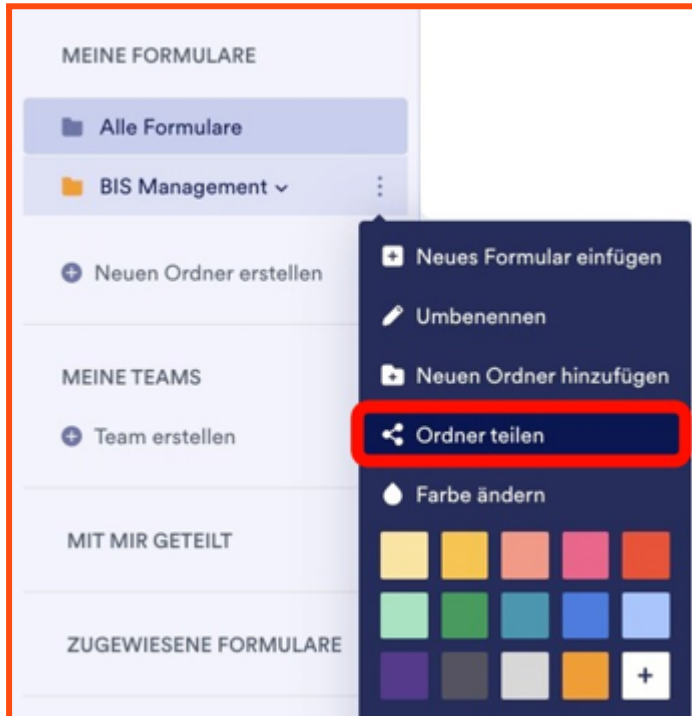 MEINE FORMULARE
Alle Formulare
BIS Management
Neuen Ordner erstellen
MEINE TEAMS
Team erstellen
MIT MIR GETEILT
ZUGEWIESENE FORMULARE
Neues Formular einfügen
Umbenennen
Neuen Ordner hinzufügen
Ordner teilen
Farbe ändern